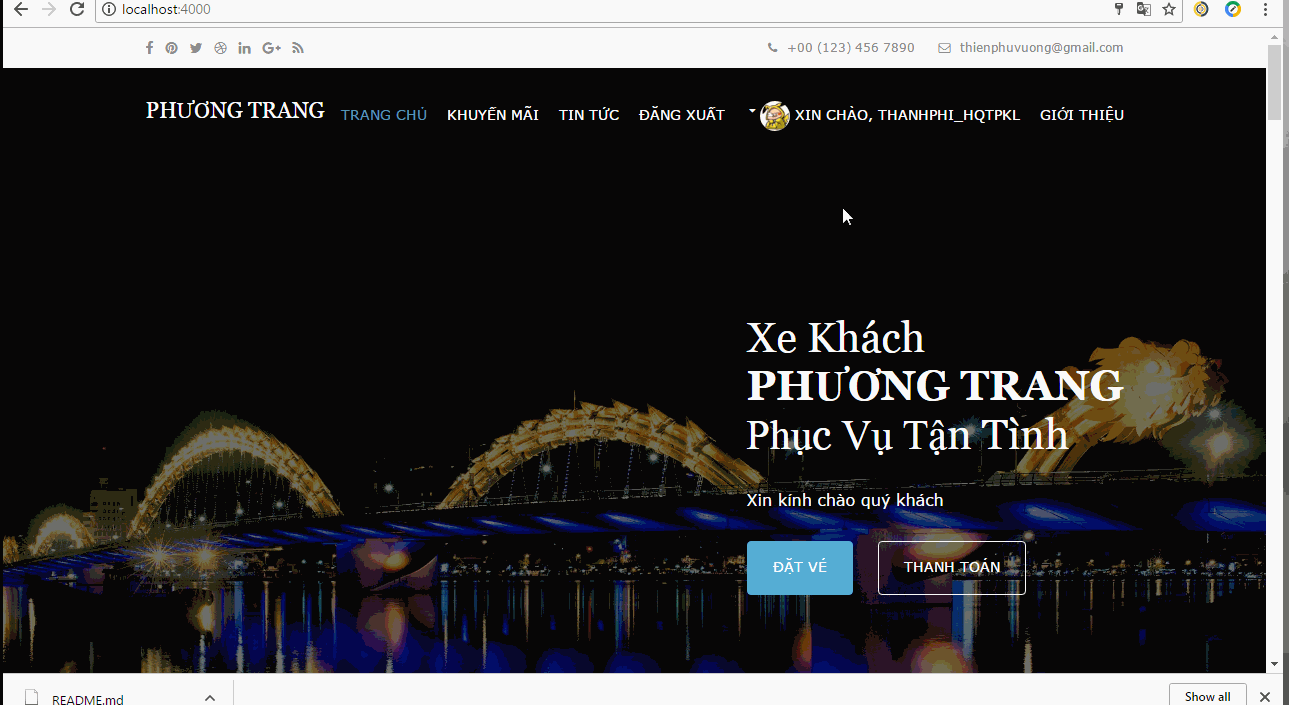 localhost:4000
+00 (123) 456 7890 thienphuvuong@gmail.com
PHƯƠNG TRANG TRANG CHỦ KHUYẾN MÃI TIN TỨC ĐĂNG XUẤT XIN CHÀO, THANHPHI_HQTPKL GIỚI THIỆU
Xe Khách
PHƯƠNG TRANG
Phục Vụ Tận Tình
Xin kính chào quý khách
ĐẶT VÉ THANH TOÁN
README.md Show all